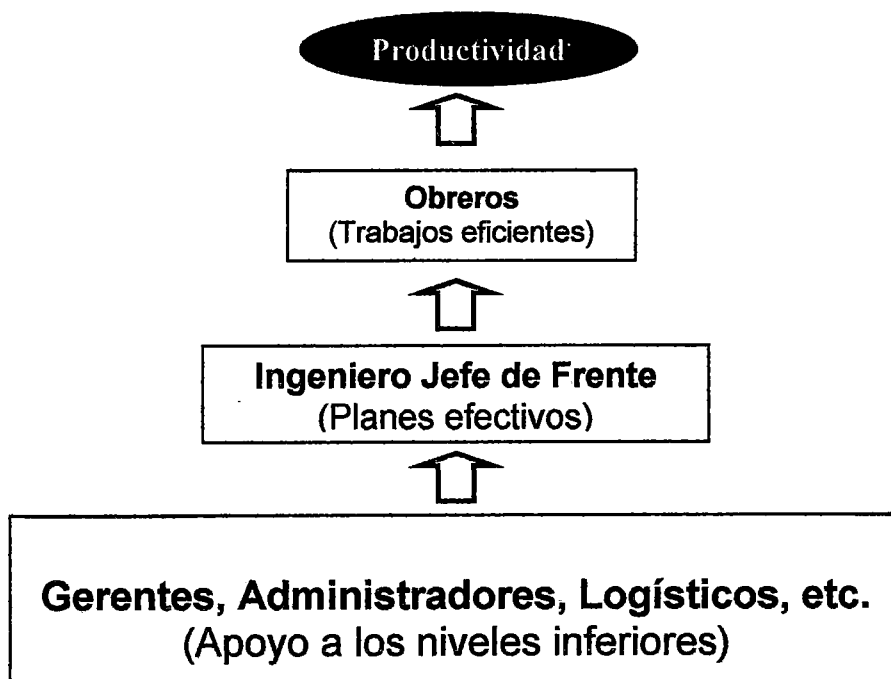 Productividad
Obreros
(Trabajos eficientes)
Ingeniero Jefe de Frente
(Planes efectivos)
Gerentes, Administradores, Logísticos, etc.
(Apoyo a los niveles inferiores)